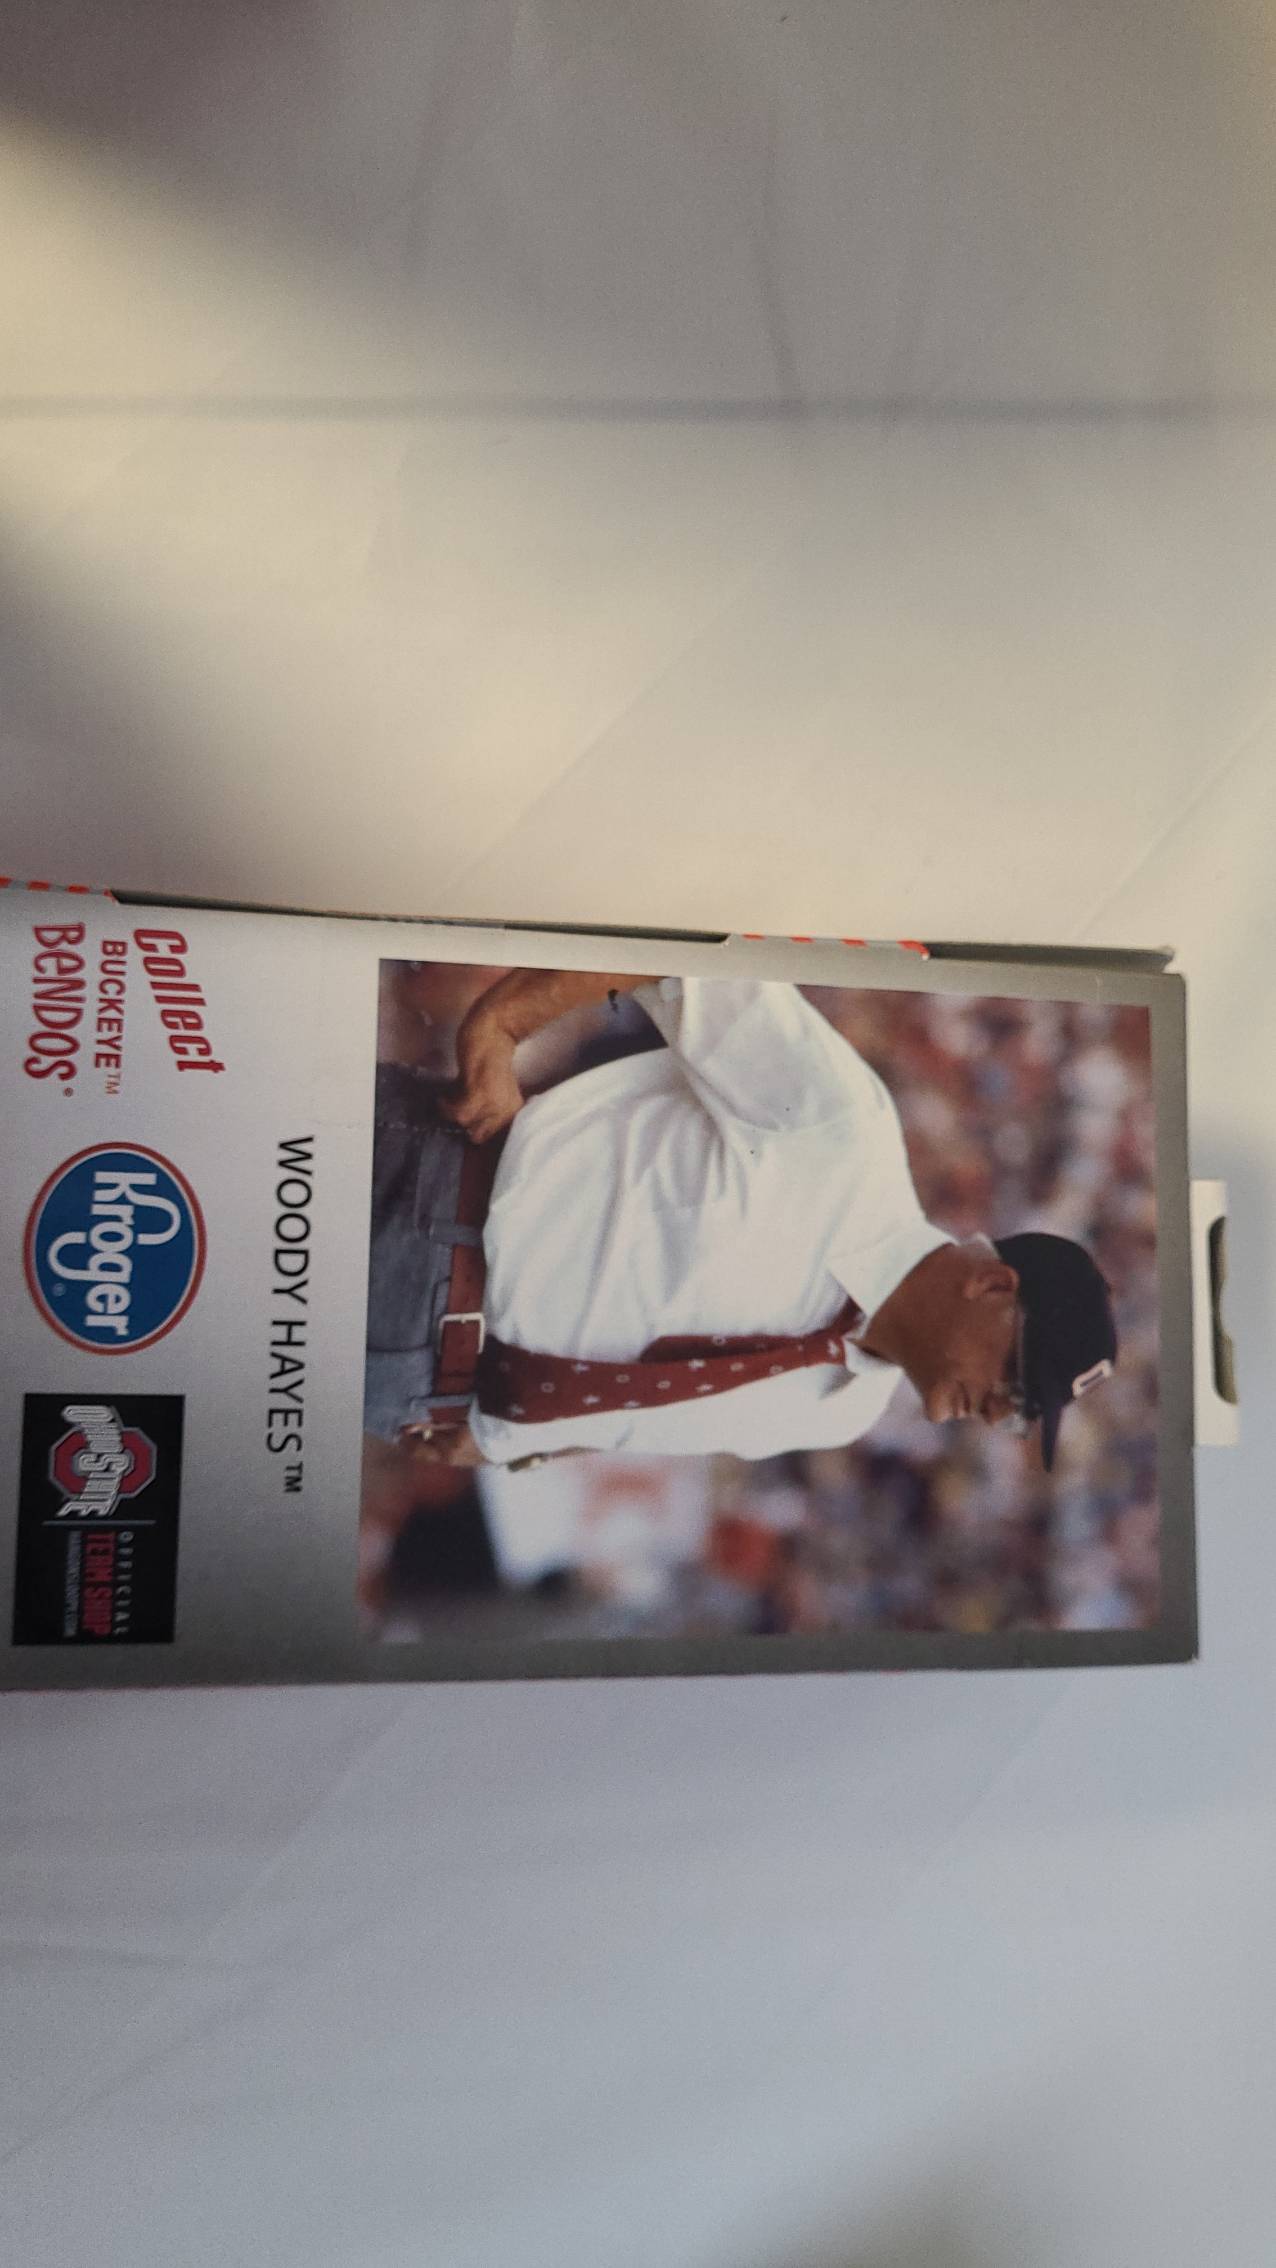 WOODY HAYES™
Collect
BUCKEYE™
BENDOS®
Kroger®
OHIO STATE
OFFICIAL
TEAM SHOP